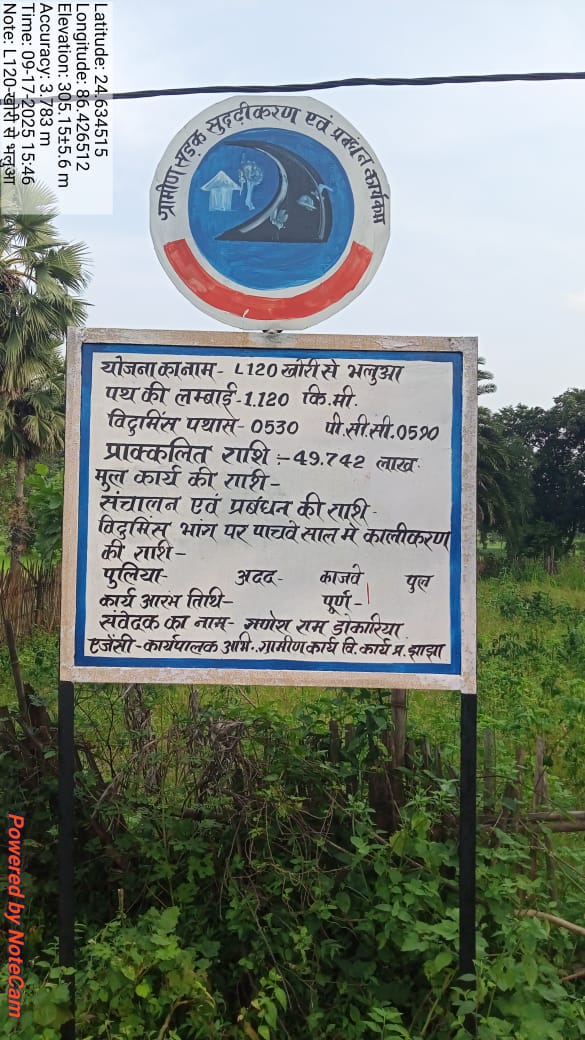 Latitude: 24.634515
Longitude: 86.426512
Elevation: 305.15±5.6 m
Accuracy: 3.783 m
Time: 09-17-2025 15:46
Note: L120-खोरी से भलुआ
ग्रामीण सड़क सुदृढ़ीकरण एवं प्रबंधन कार्यक्रम
योजना का नाम- L120 खोरी से भलुआ
पथ की लम्बाई-1.120 कि.मी.
विटुमिंस पथांस- 0530 पी.सी.सी.0590
प्राक्कलित राशि :-49.742 लाख.
मुल कार्य की राशी-
संचालन एवं प्रबंधन की राशि-
विटुमिंस भाग पर पाचवे साल मे कालीकरण
की राशि-
पुलिया- अदद- काजवे पुल
कार्य आरंभ तिथि- पूर्ण-
संवेदक का नाम- गणेश राम डोकारिया
एजेंसी-कार्यपालक अभि. ग्रामीण कार्य वि. कार्य प्र. झाझा
Powered by NoteCam